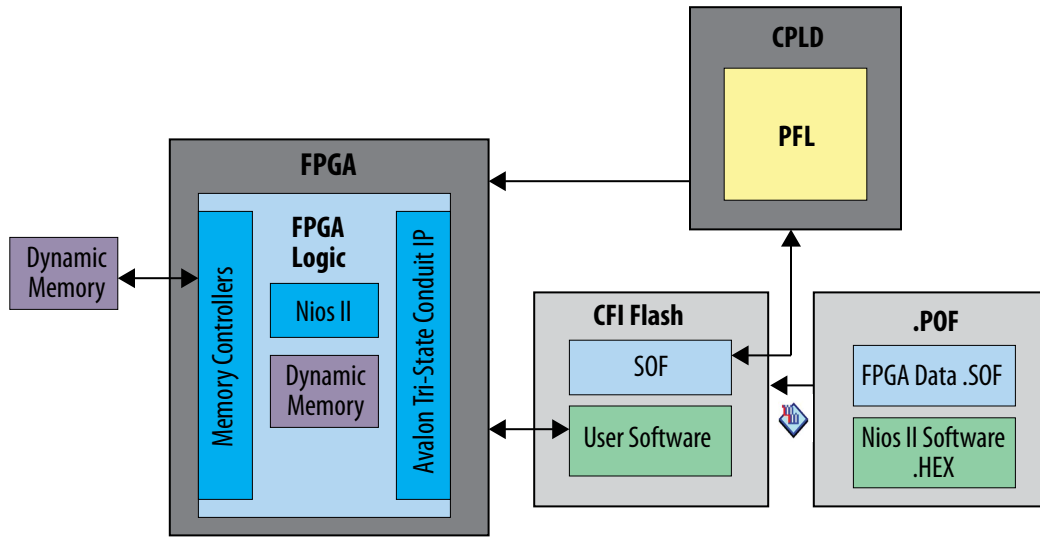 CPLD
PFL
FPGA
FPGA
Logic
Memory Controllers
Nios II
Dynamic
Memory
Avalon Tri-State Conduit IP
Dynamic
Memory
CFI Flash
SOF
User Software
.POF
FPGA Data .SOF
Nios II Software
.HEX